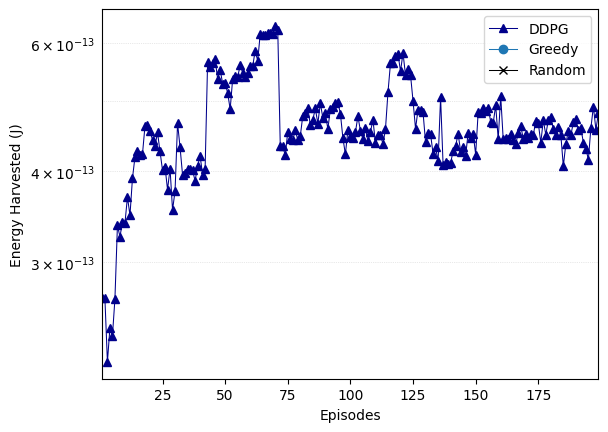 DDPG
Greedy
Random
6 × 10⁻¹³
4 × 10⁻¹³
3 × 10⁻¹³
Energy Harvested (J)
25 50 75 100 125 150 175
Episodes